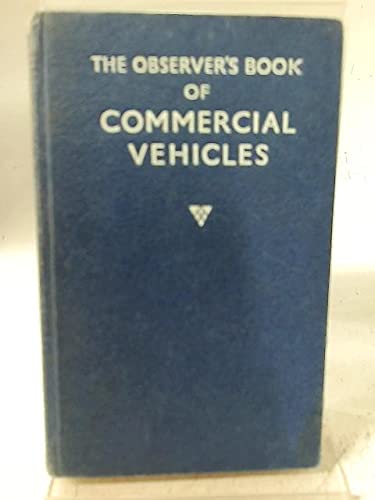 THE OBSERVER'S BOOK
OF
COMMERCIAL
VEHICLES